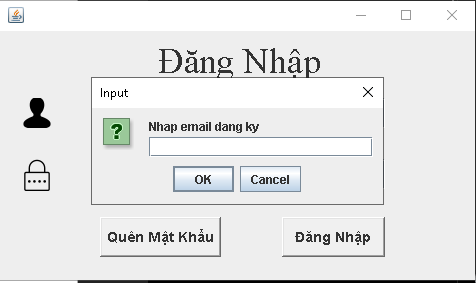 Đăng Nhập
Input
Nhap email dang ky
OK
Cancel
Quên Mật Khẩu
Đăng Nhập